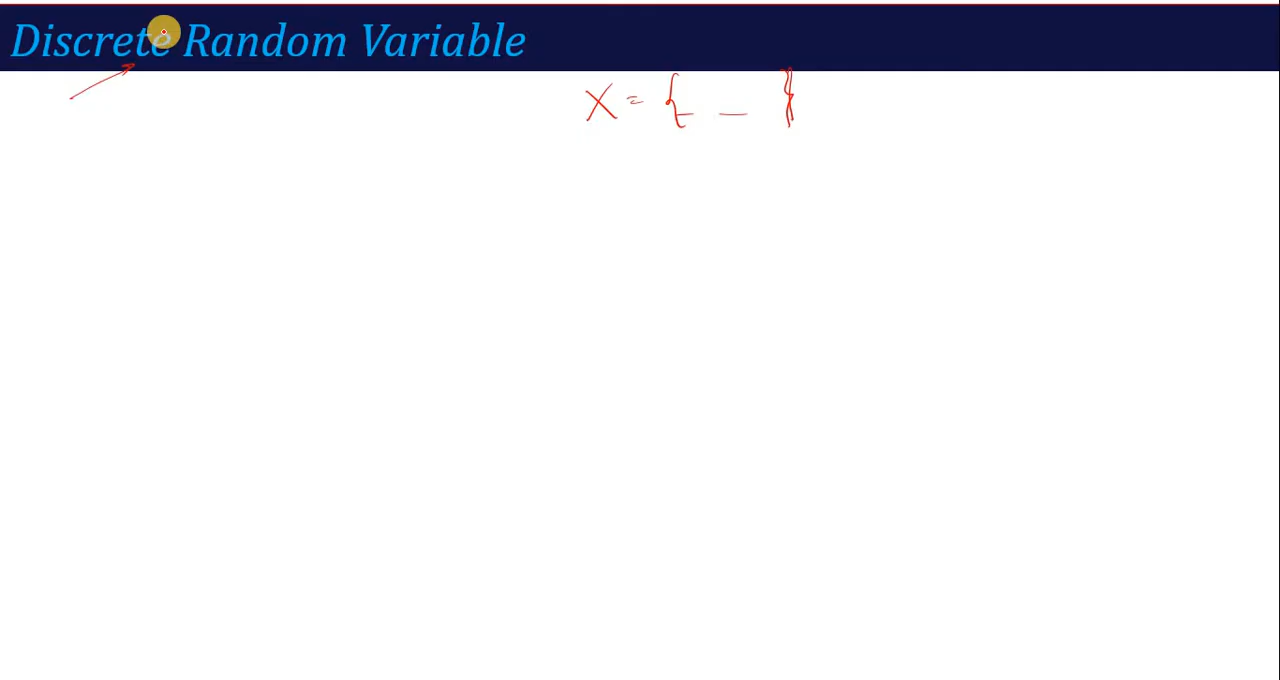 Discrete Random Variable
X = { _ _ }